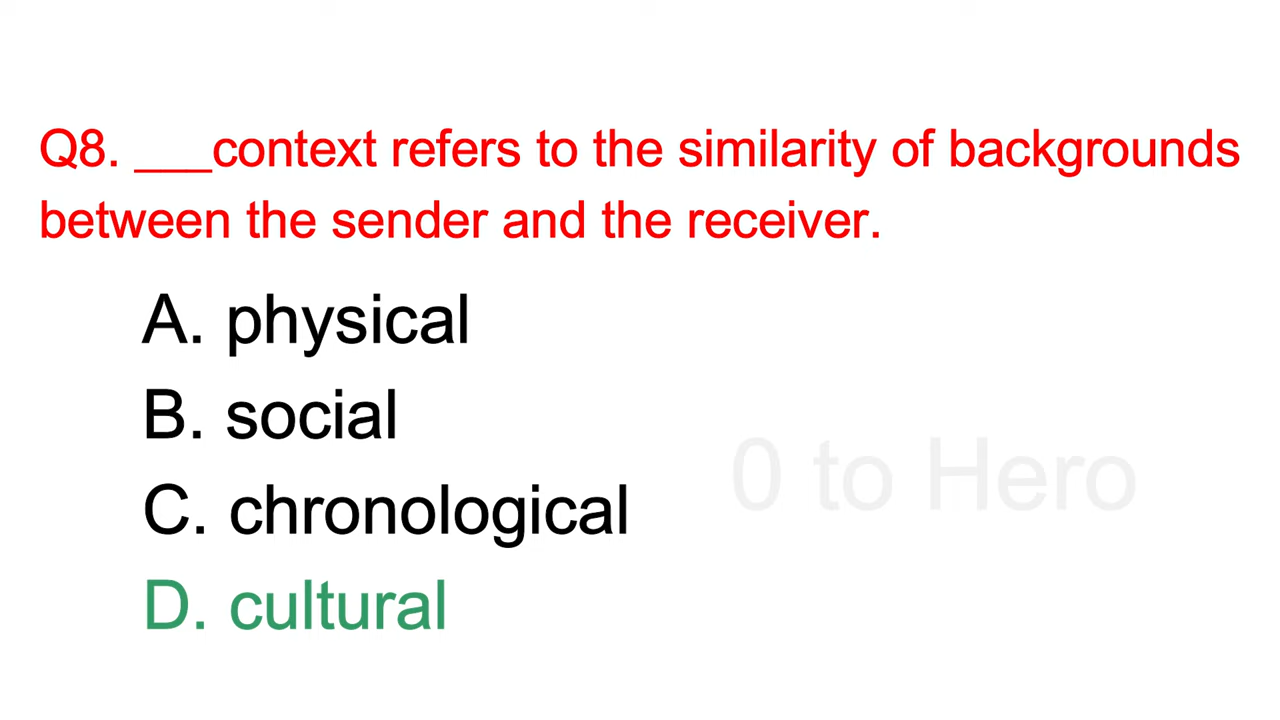 Q8. ___context refers to the similarity of backgrounds
between the sender and the receiver.
A. physical
B. social
C. chronological
0 to Hero
D. cultural